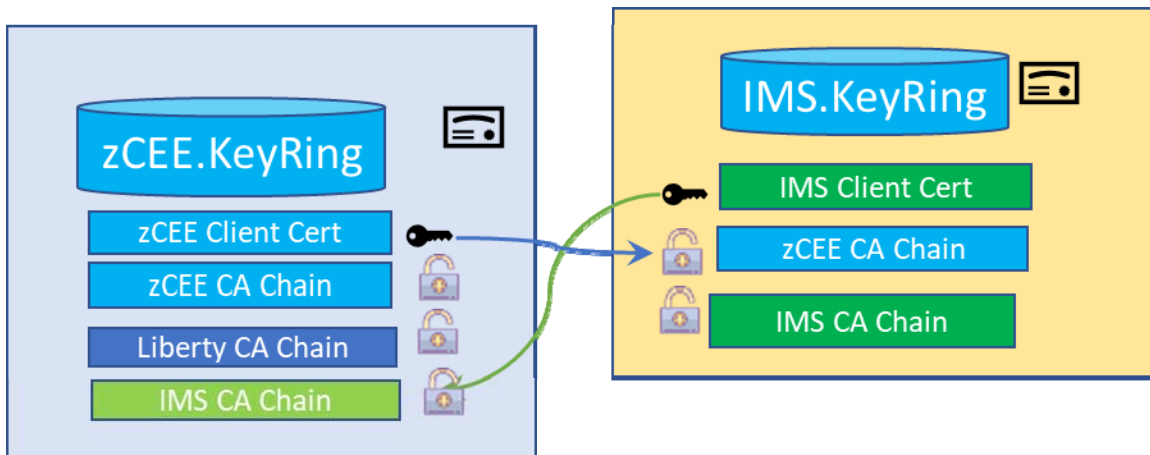 zCEE.KeyRing
zCEE Client Cert
zCEE CA Chain
Liberty CA Chain
IMS CA Chain
IMS.KeyRing
IMS Client Cert
zCEE CA Chain
IMS CA Chain